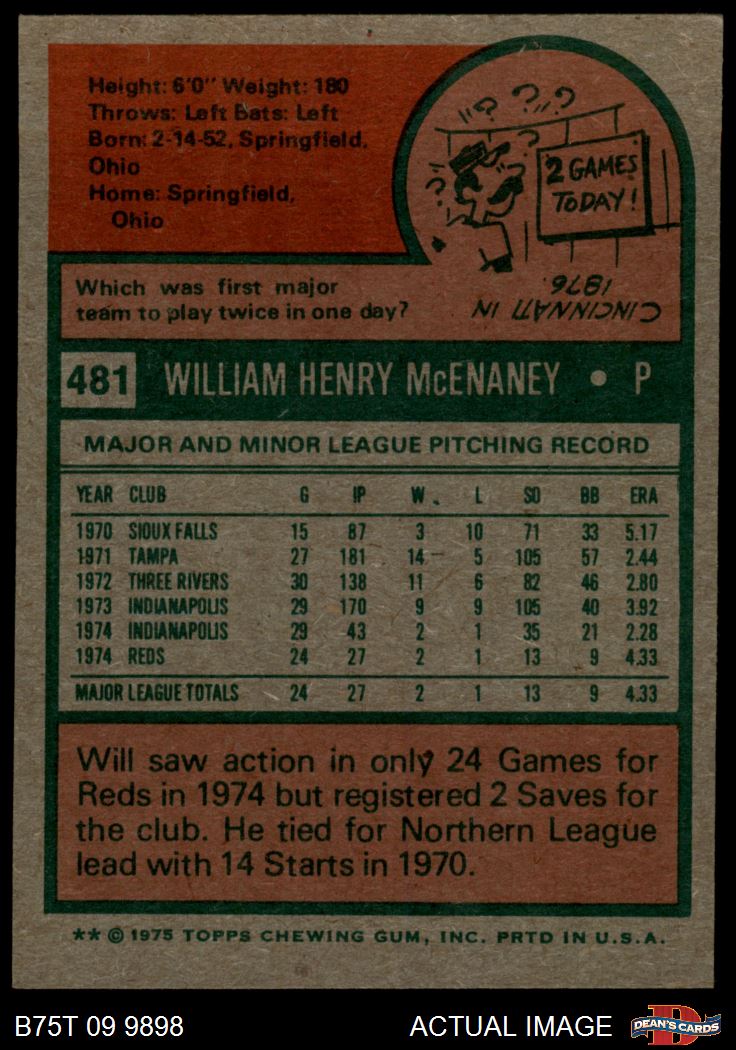 Height: 6'0" Weight: 180
Throws: Left Bats: Left
Born: 2-14-52, Springfield,
Ohio
Home: Springfield,
Ohio
2 GAMES
TODAY!
? ? ? ? ? ?
Which was first major
team to play twice in one day?
CINCINNATI IN
1876.
481 WILLIAM HENRY McENANEY • P
MAJOR AND MINOR LEAGUE PITCHING RECORD
YEAR CLUB G IP W. L SO BB ERA
1970 SIOUX FALLS 15 87 3 10 71 33 5.17
1971 TAMPA 27 181 14 5 105 57 2.44
1972 THREE RIVERS 30 138 11 6 82 46 2.80
1973 INDIANAPOLIS 29 170 9 9 105 40 3.92
1974 INDIANAPOLIS 29 43 2 1 35 21 2.28
1974 REDS 24 27 2 1 13 9 4.33
MAJOR LEAGUE TOTALS 24 27 2 1 13 9 4.33
Will saw action in only 24 Games for
Reds in 1974 but registered 2 Saves for
the club. He tied for Northern League
lead with 14 Starts in 1970.
** © 1975 TOPPS CHEWING GUM, INC. PRTD IN U.S.A.
B75T 09 9898 ACTUAL IMAGE DEAN'S CARDS